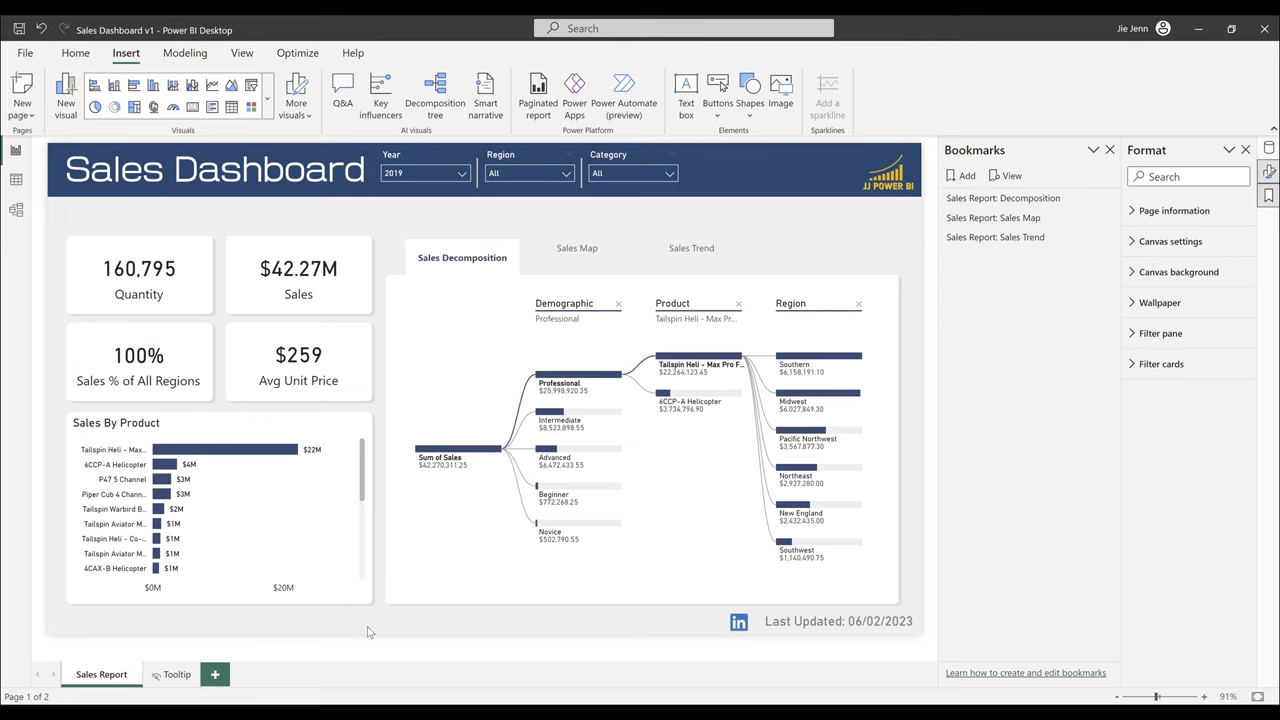 Sales Dashboard v1 - Power BI Desktop
Search
Jie Jenn
File Home Insert Modeling View Optimize Help
New page
New visual
More visuals
Q&A
Key influencers
Decomposition tree
Smart narrative
Paginated report
Power Apps
Power Automate (preview)
Text box
Buttons
Shapes
Image
Add a sparkline
Pages
Visuals
AI visuals
Power Platform
Elements
Sparklines
Sales Dashboard
Year
2019
Region
All
Category
All
JJ POWER BI
160,795
Quantity
$42.27M
Sales
100%
Sales % of All Regions
$259
Avg Unit Price
Sales By Product
Tailspin Heli - Max... $22M
6CCP-A Helicopter $4M
P47 5 Channel $3M
Piper Cub 4 Chann... $3M
Tailspin Warbird B... $2M
Tailspin Aviator M... $1M
Tailspin Heli - Co-... $1M
Tailspin Aviator M... $1M
4CAX-B Helicopter $1M
$0M $20M
Sales Decomposition
Sales Map
Sales Trend
Demographic
Professional
Product
Tailspin Heli - Max Pr...
Region
Sum of Sales
$42,270,311.25
Professional
$25,998,920.35
Intermediate
$8,523,898.55
Advanced
$6,472,433.55
Beginner
$772,268.25
Novice
$502,790.55
Tailspin Heli - Max Pro F...
$22,264,123.45
6CCP-A Helicopter
$3,734,796.90
Southern
$6,158,191.10
Midwest
$6,027,849.30
Pacific Northwest
$3,567,877.30
Northeast
$2,937,280.00
New England
$2,432,435.00
Southwest
$1,140,490.75
in
Last Updated: 06/02/2023
Bookmarks
Add View
Sales Report: Decomposition
Sales Report: Sales Map
Sales Report: Sales Trend
Learn how to create and edit bookmarks
Format
Search
Page information
Canvas settings
Canvas background
Wallpaper
Filter pane
Filter cards
Sales Report
Tooltip
Page 1 of 2
91%